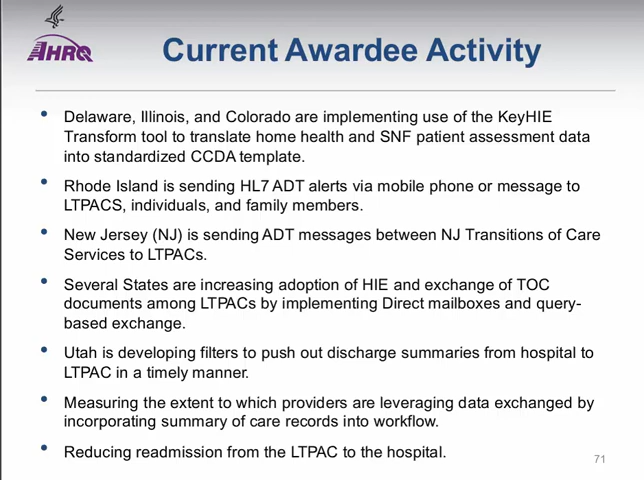 AHRQ
Current Awardee Activity
• Delaware, Illinois, and Colorado are implementing use of the KeyHIE
Transform tool to translate home health and SNF patient assessment data
into standardized CCDA template.
• Rhode Island is sending HL7 ADT alerts via mobile phone or message to
LTPACS, individuals, and family members.
• New Jersey (NJ) is sending ADT messages between NJ Transitions of Care
Services to LTPACs.
• Several States are increasing adoption of HIE and exchange of TOC
documents among LTPACs by implementing Direct mailboxes and query-
based exchange.
• Utah is developing filters to push out discharge summaries from hospital to
LTPAC in a timely manner.
• Measuring the extent to which providers are leveraging data exchanged by
incorporating summary of care records into workflow.
• Reducing readmission from the LTPAC to the hospital.
71